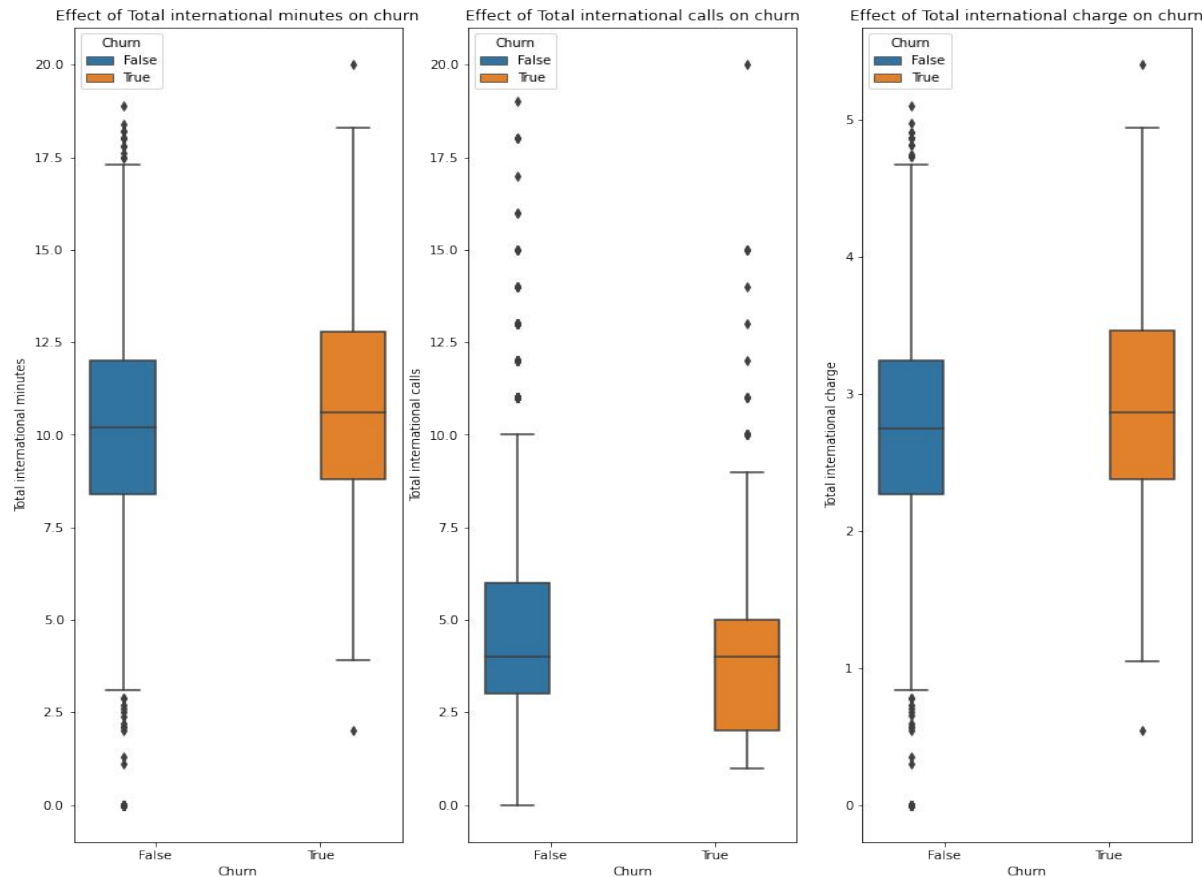 Effect of Total international minutes on churn
Churn
False
True
20.0
17.5
15.0
12.5
10.0
7.5
5.0
2.5
0.0
Total international minutes
False
True
Churn
Effect of Total international calls on churn
Churn
False
True
20.0
17.5
15.0
12.5
10.0
7.5
5.0
2.5
0.0
Total international calls
False
True
Churn
Effect of Total international charge on churn
Churn
False
True
5
4
3
2
1
0
Total international charge
False
True
Churn